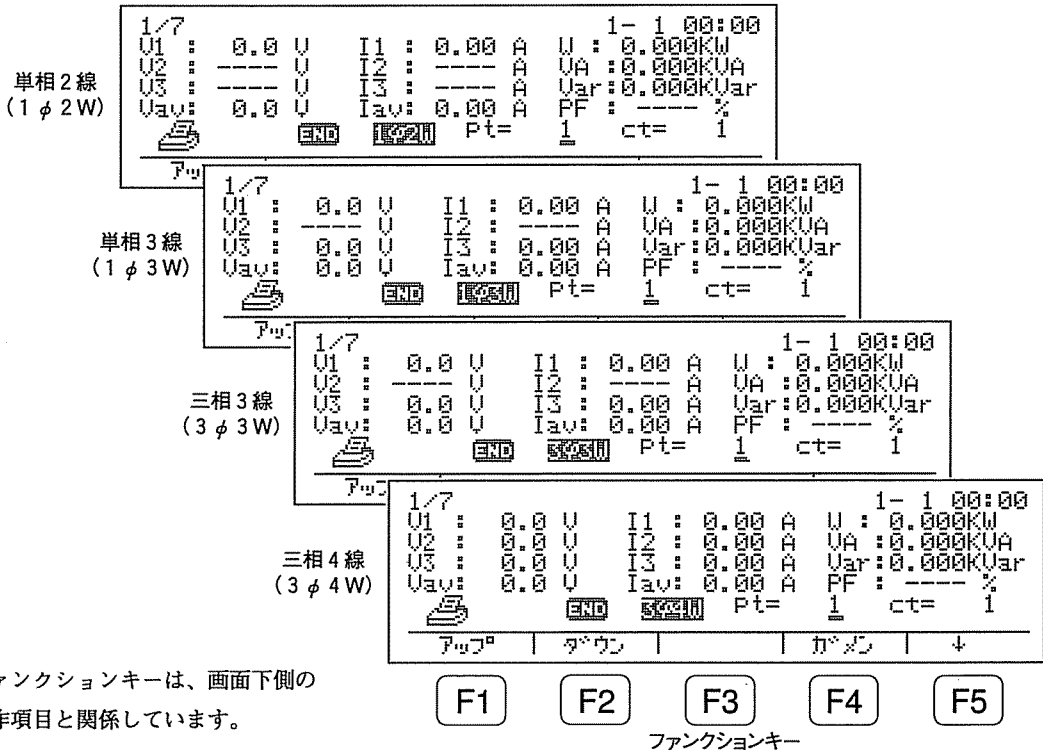 1/7 1- 1 00:00
V1 : 0.0 V I1 : 0.00 A W : 0.000KW
V2 : ---- V I2 : ---- A VA :0.000KVA
V3 : ---- V I3 : ---- A Var:0.000KVar
Vav: 0.0 V Iav: 0.00 A PF : ---- %
END 1φ2W Pt= 1 ct= 1
単相2線
(1φ2W)
アッ
1/7 1- 1 00:00
V1 : 0.0 V I1 : 0.00 A W : 0.000KW
V2 : ---- V I2 : ---- A VA :0.000KVA
V3 : 0.0 V I3 : 0.00 A Var:0.000KVar
Vav: 0.0 V Iav: 0.00 A PF : ---- %
END 1φ3W Pt= 1 ct= 1
単相3線
(1φ3W)
アッ
1/7 1- 1 00:00
V1 : 0.0 V I1 : 0.00 A W : 0.000KW
V2 : ---- V I2 : ---- A VA :0.000KVA
V3 : 0.0 V I3 : 0.00 A Var:0.000KVar
Vav: 0.0 V Iav: 0.00 A PF : ---- %
END 3φ3W Pt= 1 ct= 1
三相3線
(3φ3W)
アッ
1/7 1- 1 00:00
V1 : 0.0 V I1 : 0.00 A W : 0.000KW
V2 : 0.0 V I2 : 0.00 A VA :0.000KVA
V3 : 0.0 V I3 : 0.00 A Var:0.000KVar
Vav: 0.0 V Iav: 0.00 A PF : ---- %
END 3φ4W Pt= 1 ct= 1
三相4線
(3φ4W)
アップ ダウン ガメン ↓
F1 F2 F3 F4 F5
ファンクションキー
ァンクションキーは、画面下側の
作項目と関係しています。